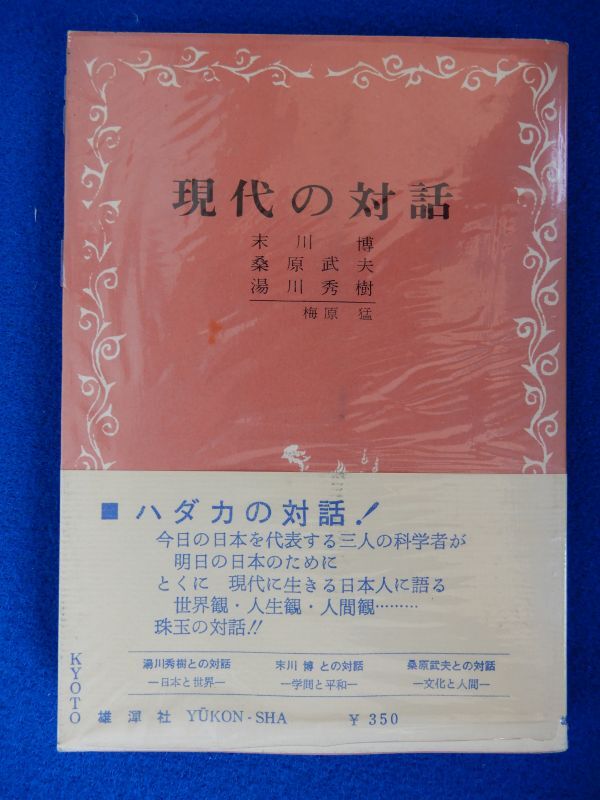 現代の対話
末川 博
桑原武夫
湯川秀樹
梅原 猛
■ ハダカの対話!
今日の日本を代表する三人の科学者が
明日の日本のために
とくに 現代に生きる日本人に語る
世界観・人生観・人間観………
珠玉の対話!!
湯川秀樹との対話
―日本と世界―
末川 博 との対話
―学問と平和―
桑原武夫との対話
―文化と人間―
KYOTO
雄渾社 YŪKON-SHA ¥ 350